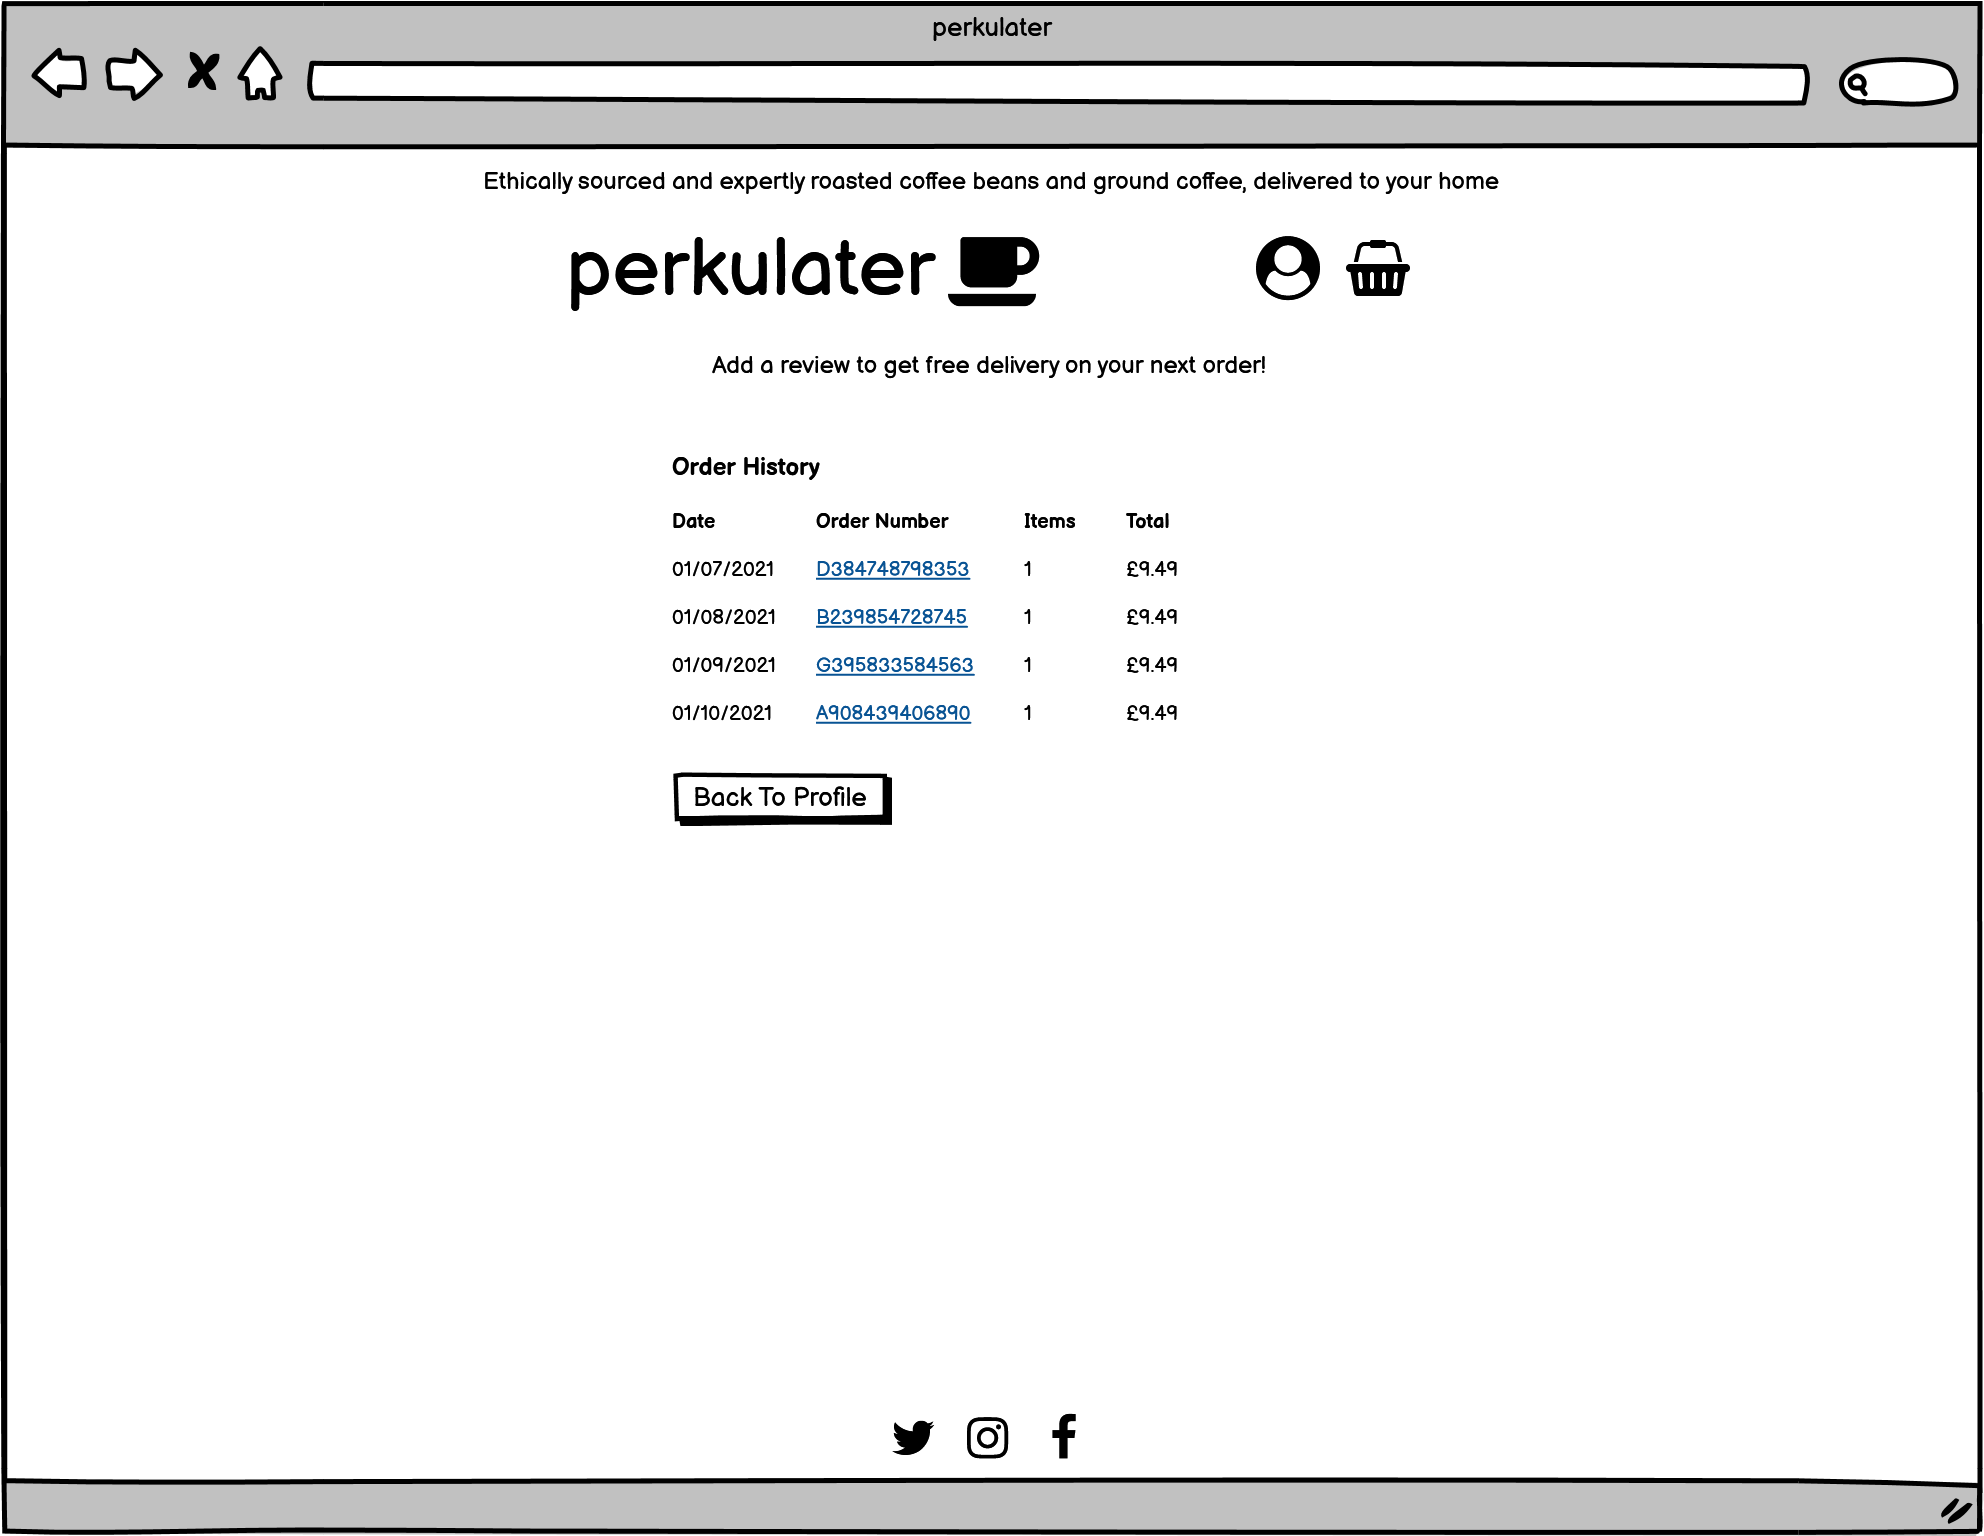 perkulater
Ethically sourced and expertly roasted coffee beans and ground coffee, delivered to your home
perkulater
Add a review to get free delivery on your next order!
Order History
Date Order Number Items Total
01/07/2021 D384748798353 1 £9.49
01/08/2021 B239854728745 1 £9.49
01/09/2021 G395833584563 1 £9.49
01/10/2021 A908439406890 1 £9.49
Back To Profile